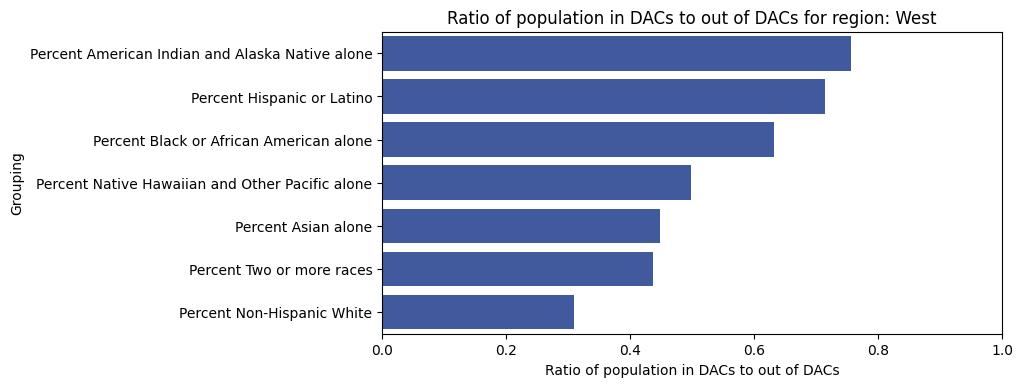 Ratio of population in DACs to out of DACs for region: West
Grouping
Percent American Indian and Alaska Native alone
Percent Hispanic or Latino
Percent Black or African American alone
Percent Native Hawaiian and Other Pacific alone
Percent Asian alone
Percent Two or more races
Percent Non-Hispanic White
0.0 0.2 0.4 0.6 0.8 1.0
Ratio of population in DACs to out of DACs